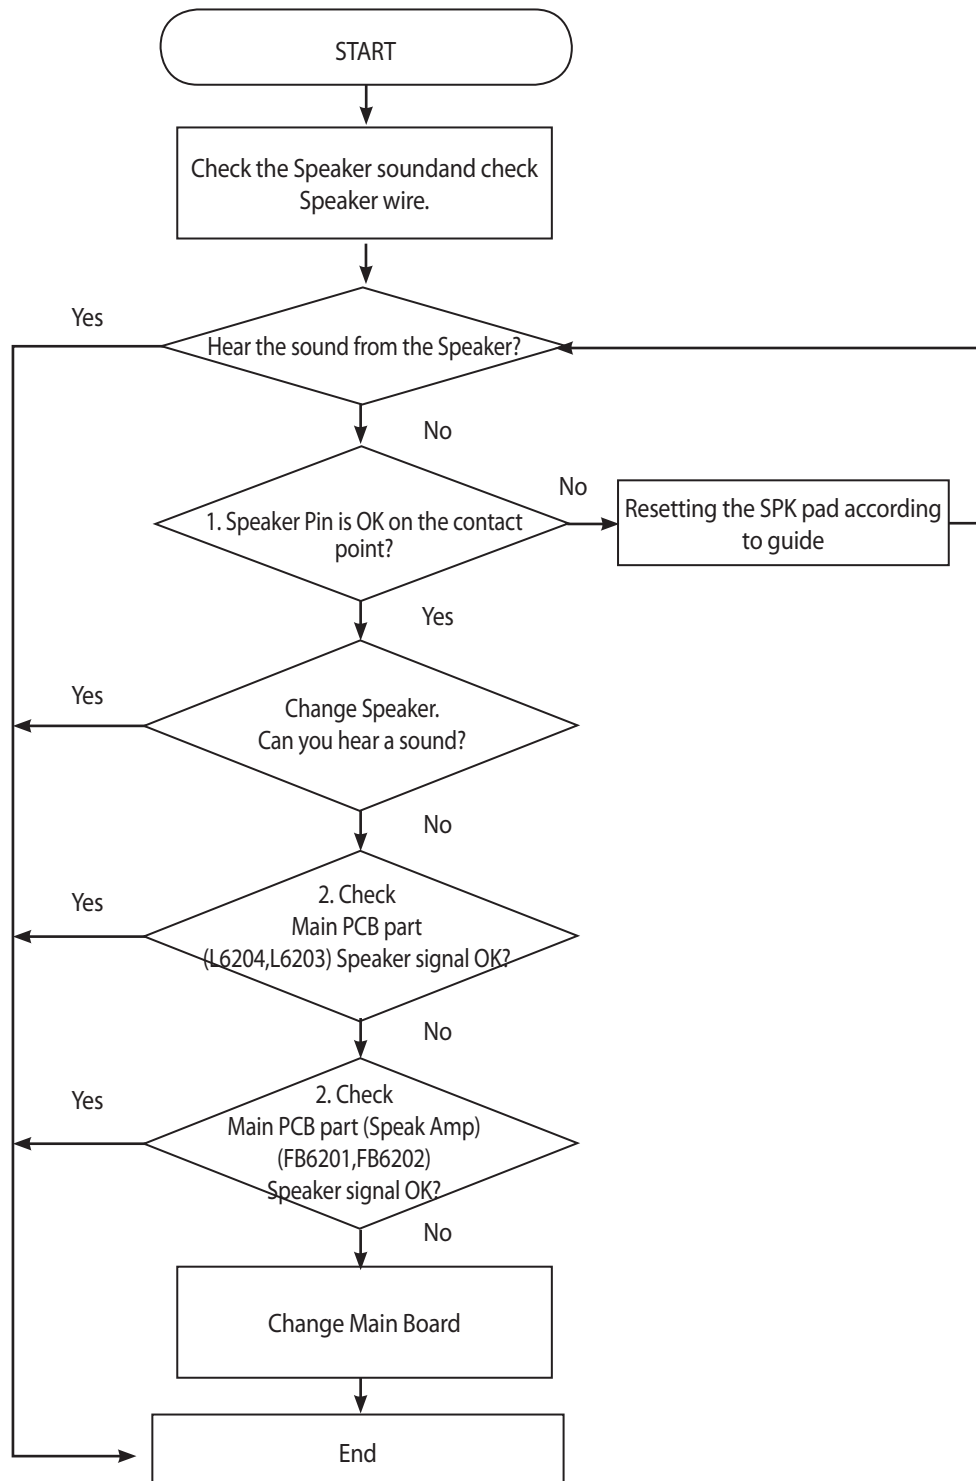 START
Check the Speaker soundand check
Speaker wire.
Yes
Hear the sound from the Speaker?
No
No
1. Speaker Pin is OK on the contact
point?
Resetting the SPK pad according
to guide
Yes
Yes
Change Speaker.
Can you hear a sound?
No
Yes
2. Check
Main PCB part
(L6204,L6203) Speaker signal OK?
No
Yes
2. Check
Main PCB part (Speak Amp)
(FB6201,FB6202)
Speaker signal OK?
No
Change Main Board
End